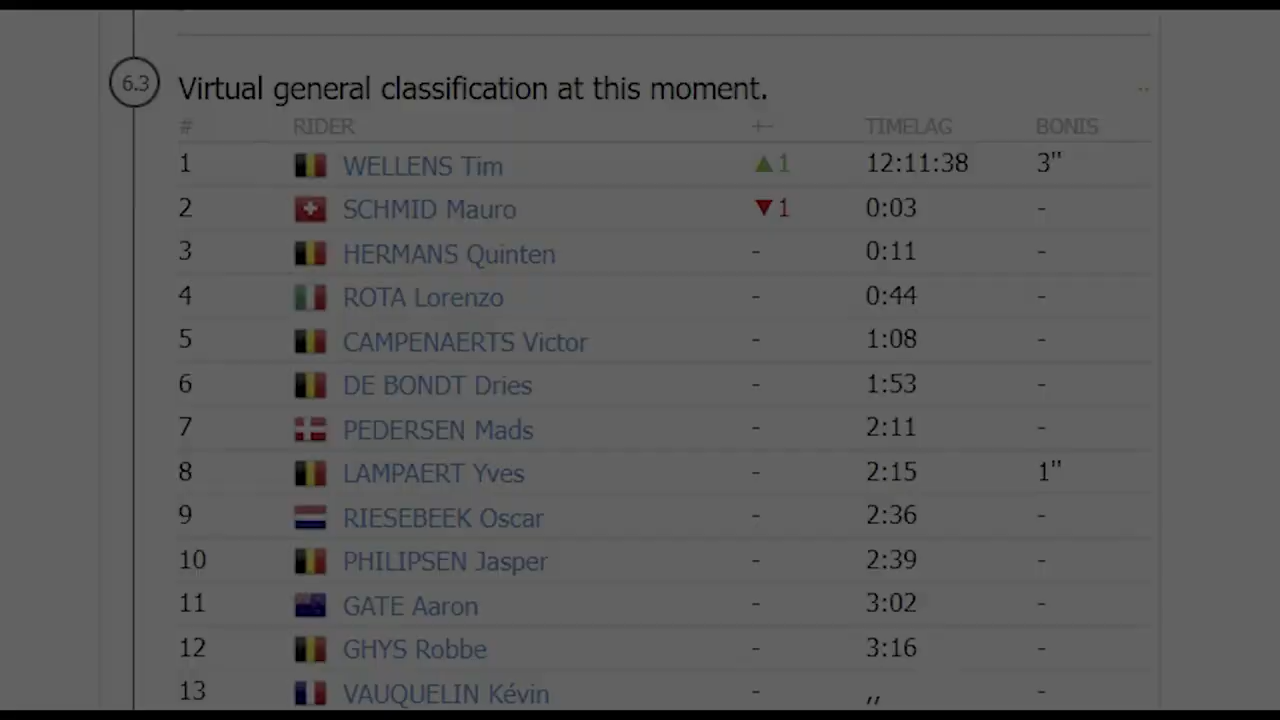 6.3 Virtual general classification at this moment.
# RIDER +- TIMELAG BONIS
1 WELLENS Tim ▲1 12:11:38 3"
2 SCHMID Mauro ▼1 0:03 -
3 HERMANS Quinten - 0:11 -
4 ROTA Lorenzo - 0:44 -
5 CAMPENAERTS Victor - 1:08 -
6 DE BONDT Dries - 1:53 -
7 PEDERSEN Mads - 2:11 -
8 LAMPAERT Yves - 2:15 1"
9 RIESEBEEK Oscar - 2:36 -
10 PHILIPSEN Jasper - 2:39 -
11 GATE Aaron - 3:02 -
12 GHYS Robbe - 3:16 -
13 VAUQUELIN Kévin - ,, -